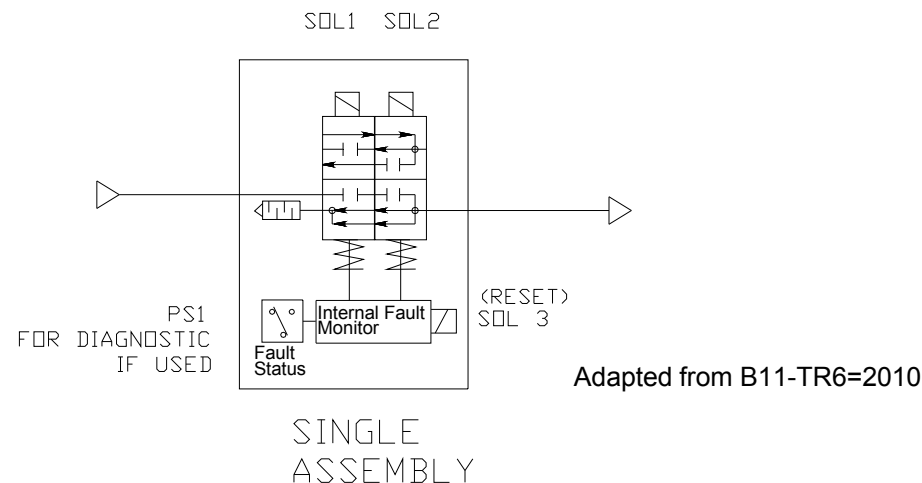 SOL1 SOL2
(RESET)
SOL 3
PS1
FOR DIAGNOSTIC
IF USED
Internal Fault
Monitor
Fault
Status
Adapted from B11-TR6=2010
SINGLE
ASSEMBLY